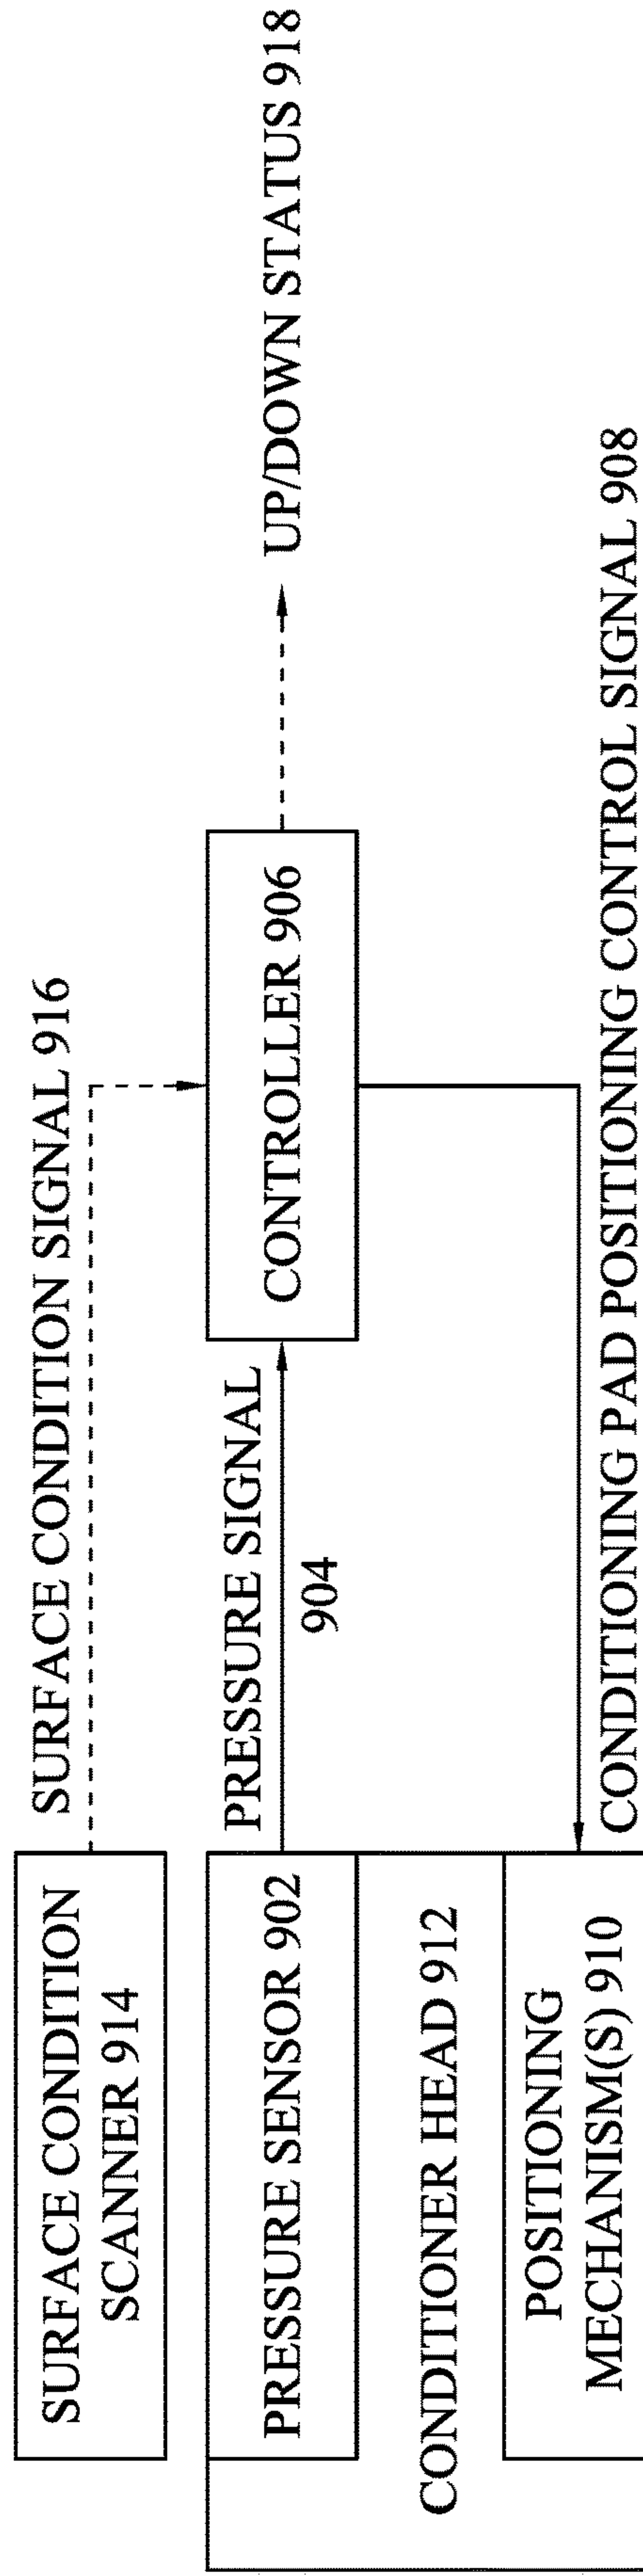 SURFACE CONDITION
SCANNER 914
SURFACE CONDITION SIGNAL 916
PRESSURE SENSOR 902
PRESSURE SIGNAL
904
CONTROLLER 906
UP/DOWN STATUS 918
CONDITIONER HEAD 912
POSITIONING
MECHANISM(S) 910
CONDITIONING PAD POSITIONING CONTROL SIGNAL 908